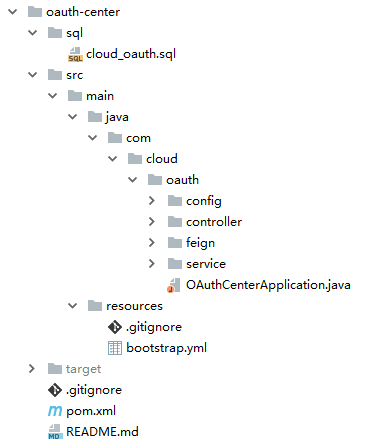 oauth-center
sql
cloud_oauth.sql
src
main
java
com
cloud
oauth
config
controller
feign
service
OAuthCenterApplication.java
resources
.gitignore
bootstrap.yml
target
.gitignore
pom.xml
README.md